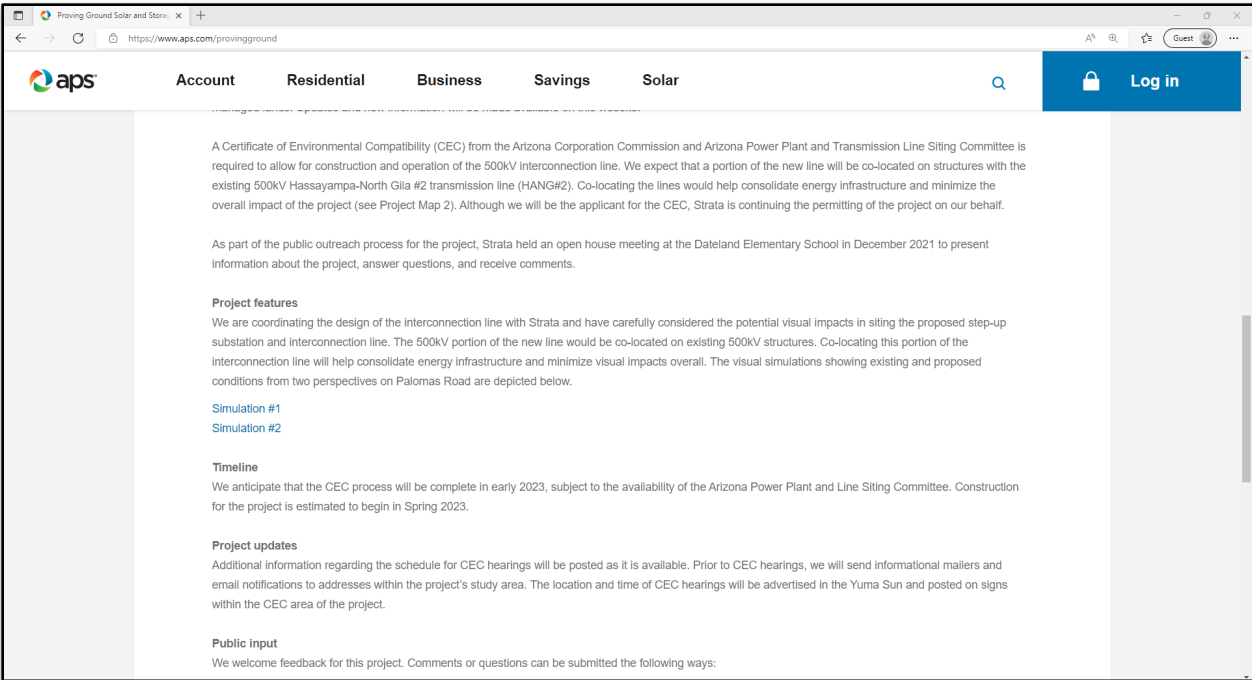 Proving Ground Solar and Storag
https://www.aps.com/provingground
Guest
aps
Account
Residential
Business
Savings
Solar
Log in
managed lands. Updates and new information will be made available on this website.
A Certificate of Environmental Compatibility (CEC) from the Arizona Corporation Commission and Arizona Power Plant and Transmission Line Siting Committee is
required to allow for construction and operation of the 500kV interconnection line. We expect that a portion of the new line will be co-located on structures with the
existing 500kV Hassayampa-North Gila #2 transmission line (HANG#2). Co-locating the lines would help consolidate energy infrastructure and minimize the
overall impact of the project (see Project Map 2). Although we will be the applicant for the CEC, Strata is continuing the permitting of the project on our behalf.
As part of the public outreach process for the project, Strata held an open house meeting at the Dateland Elementary School in December 2021 to present
information about the project, answer questions, and receive comments.
Project features
We are coordinating the design of the interconnection line with Strata and have carefully considered the potential visual impacts in siting the proposed step-up
substation and interconnection line. The 500kV portion of the new line would be co-located on existing 500kV structures. Co-locating this portion of the
interconnection line will help consolidate energy infrastructure and minimize visual impacts overall. The visual simulations showing existing and proposed
conditions from two perspectives on Palomas Road are depicted below.
Simulation #1
Simulation #2
Timeline
We anticipate that the CEC process will be complete in early 2023, subject to the availability of the Arizona Power Plant and Line Siting Committee. Construction
for the project is estimated to begin in Spring 2023.
Project updates
Additional information regarding the schedule for CEC hearings will be posted as it is available. Prior to CEC hearings, we will send informational mailers and
email notifications to addresses within the project's study area. The location and time of CEC hearings will be advertised in the Yuma Sun and posted on signs
within the CEC area of the project.
Public input
We welcome feedback for this project. Comments or questions can be submitted the following ways: